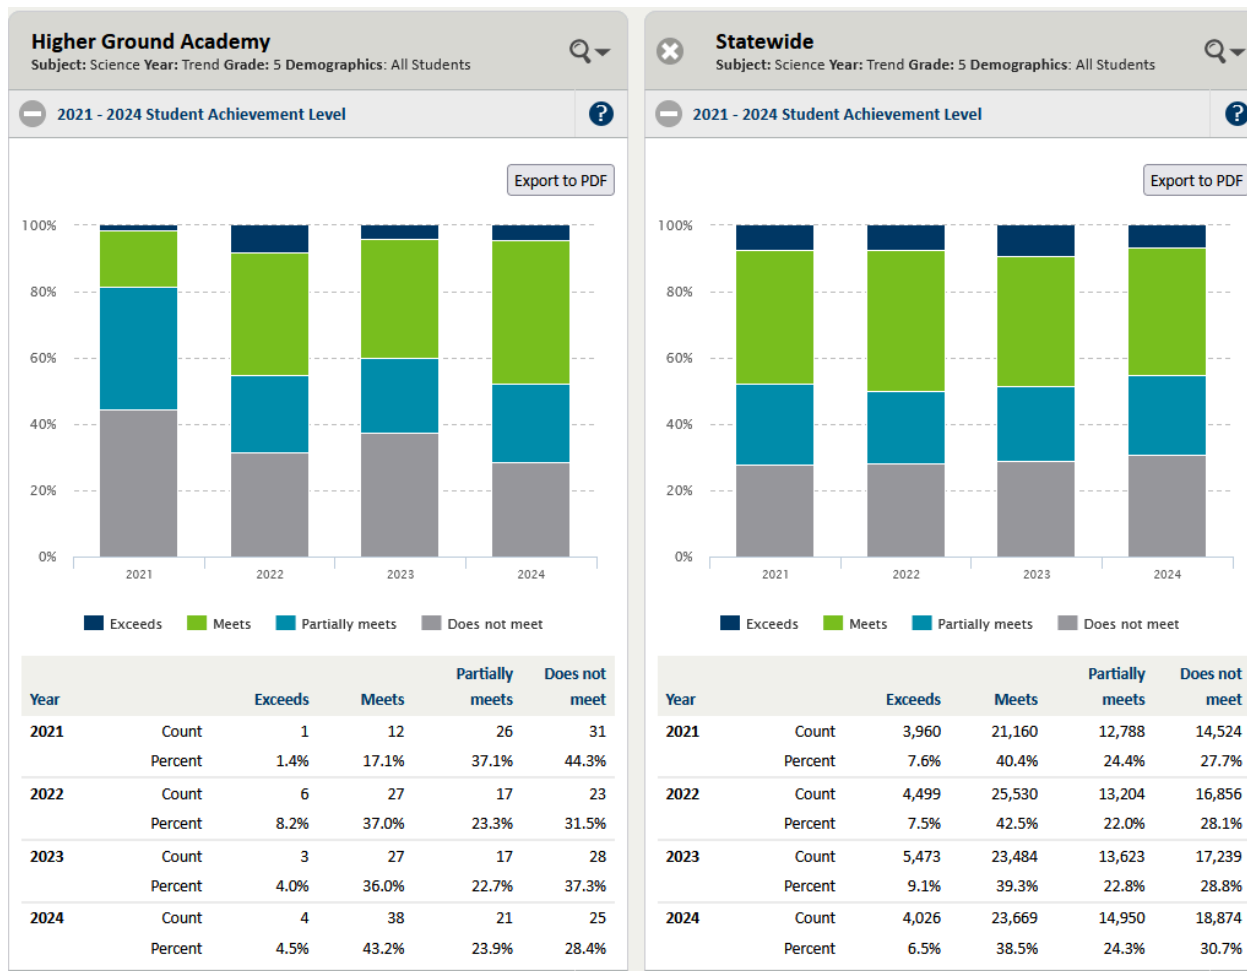 Higher Ground Academy
Subject: Science Year: Trend Grade: 5 Demographics: All Students
2021 - 2024 Student Achievement Level
?
Export to PDF
100%
80%
60%
40%
20%
0%
2021 2022 2023 2024
Exceeds Meets Partially meets Does not meet
Year Exceeds Meets Partially meets Does not meet
2021 Count 1 12 26 31
Percent 1.4% 17.1% 37.1% 44.3%
2022 Count 6 27 17 23
Percent 8.2% 37.0% 23.3% 31.5%
2023 Count 3 27 17 28
Percent 4.0% 36.0% 22.7% 37.3%
2024 Count 4 38 21 25
Percent 4.5% 43.2% 23.9% 28.4%
Statewide
Subject: Science Year: Trend Grade: 5 Demographics: All Students
2021 - 2024 Student Achievement Level
?
Export to PDF
100%
80%
60%
40%
20%
0%
2021 2022 2023 2024
Exceeds Meets Partially meets Does not meet
Year Exceeds Meets Partially meets Does not meet
2021 Count 3,960 21,160 12,788 14,524
Percent 7.6% 40.4% 24.4% 27.7%
2022 Count 4,499 25,530 13,204 16,856
Percent 7.5% 42.5% 22.0% 28.1%
2023 Count 5,473 23,484 13,623 17,239
Percent 9.1% 39.3% 22.8% 28.8%
2024 Count 4,026 23,669 14,950 18,874
Percent 6.5% 38.5% 24.3% 30.7%